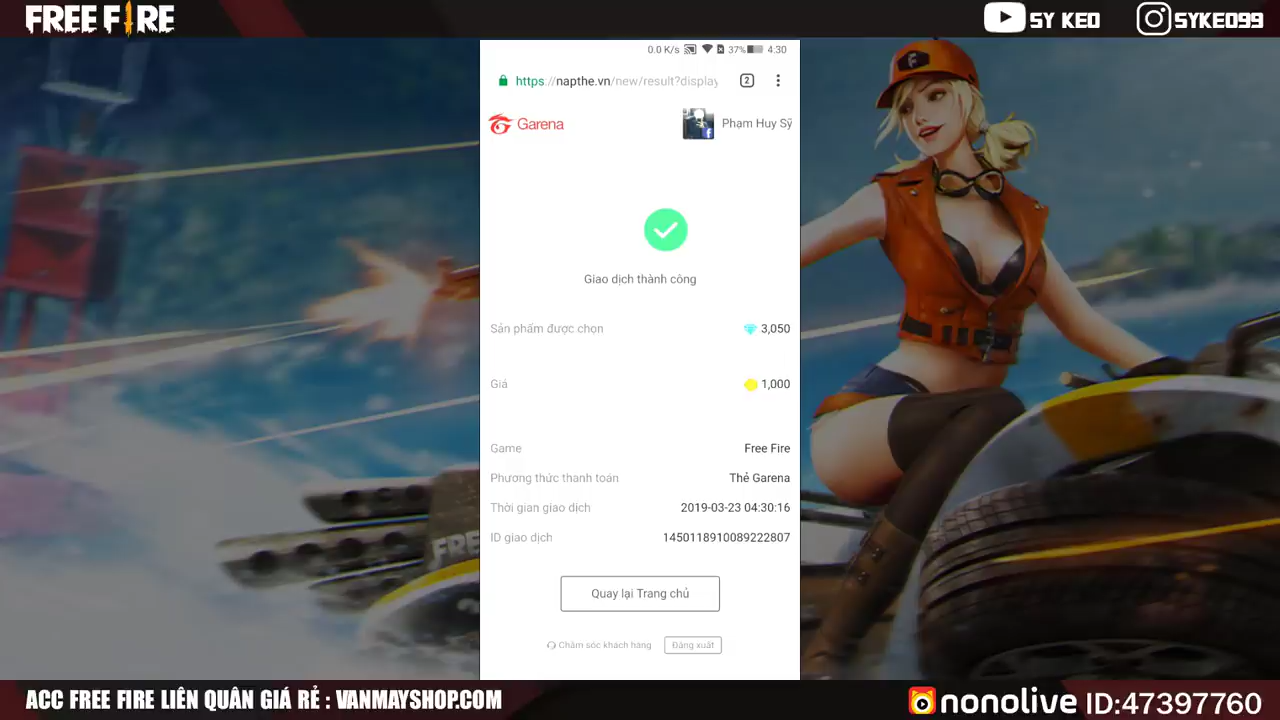 FREE FIRE
SY KEO
SYKEO99
0.0 K/s 37% 4:30
https://napthe.vn/new/result?display
2
Garena
Phạm Huy Sỹ
Giao dịch thành công
Sản phẩm được chọn 3,050
Giá 1,000
Game Free Fire
Phương thức thanh toán Thẻ Garena
Thời gian giao dịch 2019-03-23 04:30:16
ID giao dịch 1450118910089222807
Quay lại Trang chủ
Chăm sóc khách hàng Đăng xuất
FREE
ACC FREE FIRE LIÊN QUÂN GIÁ RẺ : VANMAYSHOP.COM
nonolive ID:47397760